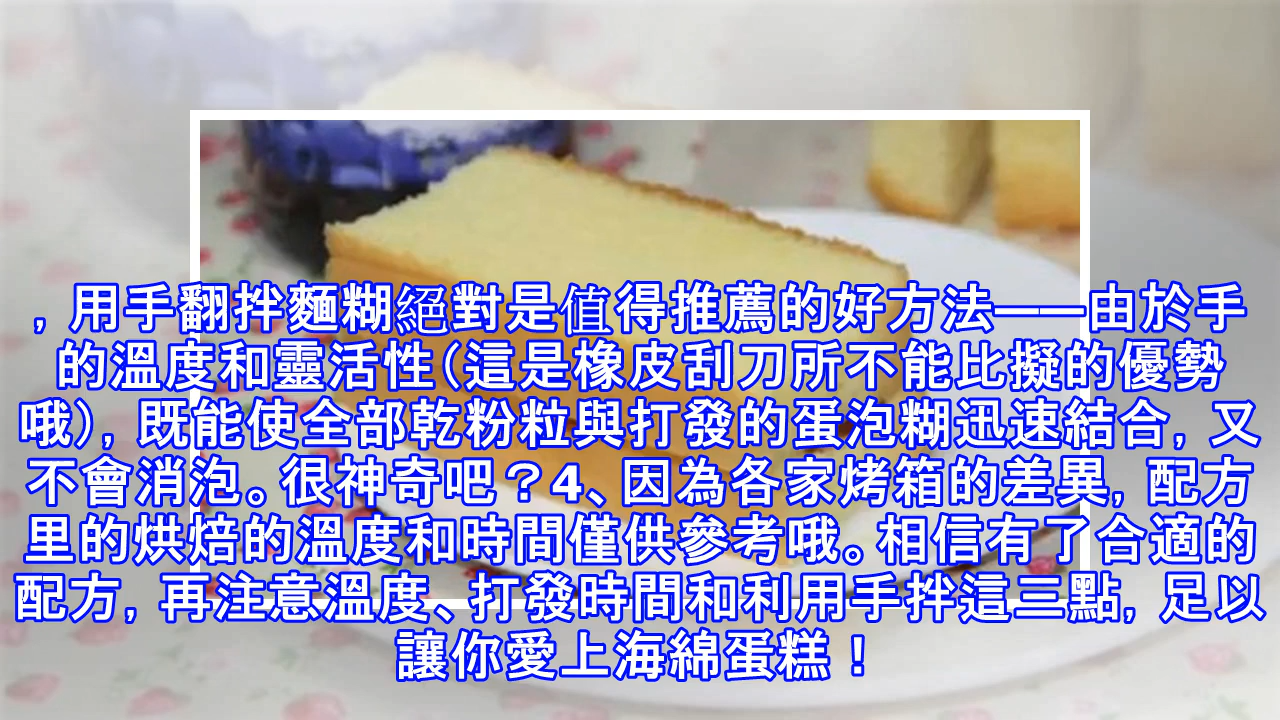 ，用手翻拌麵糊絕對是值得推薦的好方法——由於手
的溫度和靈活性（這是橡皮刮刀所不能比擬的優勢
哦），既能使全部乾粉粒與打發的蛋泡糊迅速結合，又
不會消泡。很神奇吧？4、因為各家烤箱的差異，配方
里的烘焙的溫度和時間僅供參考哦。相信有了合適的
配方，再注意溫度、打發時間和利用手拌這三點，足以
讓你愛上海綿蛋糕！